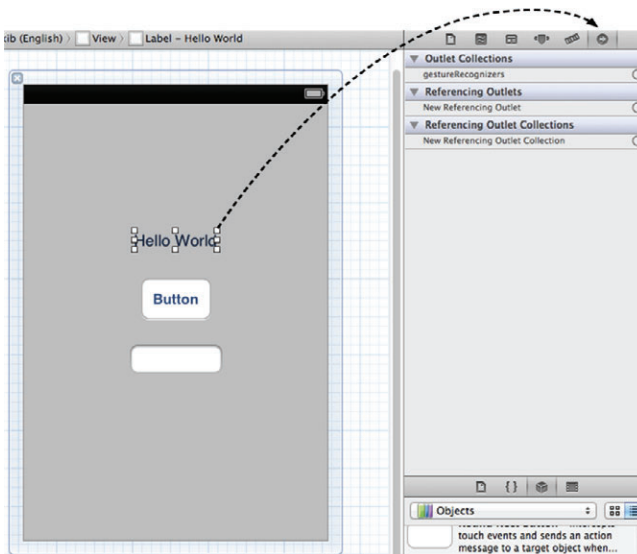 xib (English) 〉 View 〉 Label – Hello World
Outlet Collections
gestureRecognizers
Referencing Outlets
New Referencing Outlet
Referencing Outlet Collections
New Referencing Outlet Collection
Hello World
Button
{}
Objects
touch events and sends an action
message to a target object when...